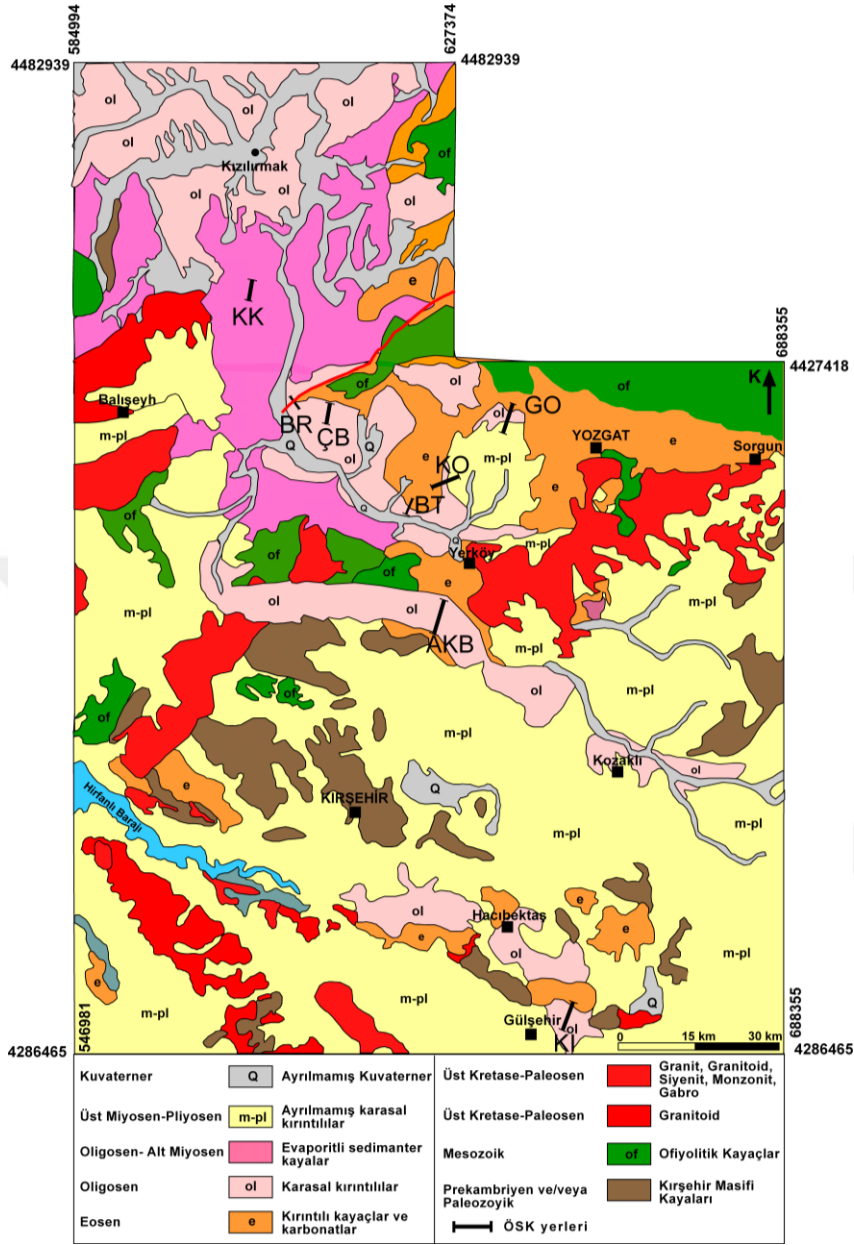 584994
627374
4482939
4482939
ol
ol
ol
ol
of
Kızılırmak
ol
ol
ol
ol
e
KK
688355
4427418
of
K
Balışeyh
of
ol
GO
BR
ÇB
YOZGAT
e
Sorgun
m-pl
Q
Q
ol
e
m-pl
KO
e
BT
of
Q
Q
m-pl
of
of
Yerköy
e
m-pl
m-pl
ol
ol
m-pl
AKB
ol
m-pl
of
of
m-pl
Kozaklı
ol
Hirfanlı Barajı
e
Q
KIRŞEHİR
m-pl
m-pl
ol
e
Hacıbektaş
e
e
ol
m-pl
e
m-pl
m-pl
Q
546981
Gülşehir
ol
KI
0 15 km 30 km
688355
4286465
4286465
Kuvaterner Q Ayrılmamış Kuvaterner
Üst Miyosen-Pliyosen m-pl Ayrılmamış karasal
kırıntılılar
Oligosen- Alt Miyosen Evaporitli sedimanter
kayalar
Oligosen ol Karasal kırıntılılar
Eosen e Kırıntılı kayaçlar ve
karbonatlar
Üst Kretase-Paleosen Granit, Granitoid,
Siyenit, Monzonit,
Gabro
Üst Kretase-Paleosen Granitoid
Mesozoik of Ofiyolitik Kayaçlar
Prekambriyen ve/veya
Paleozoyik Kırşehir Masifi
Kayaları
ÖSK yerleri